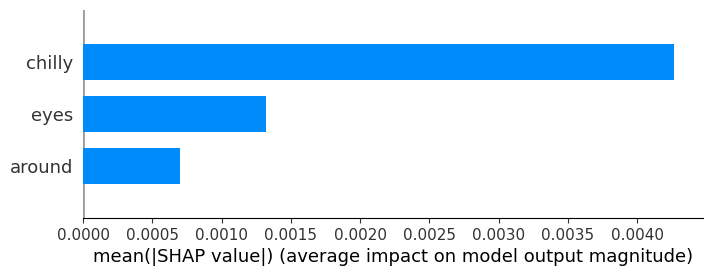 chilly
eyes
around
0.0000 0.0005 0.0010 0.0015 0.0020 0.0025 0.0030 0.0035 0.0040
mean(|SHAP value|) (average impact on model output magnitude)